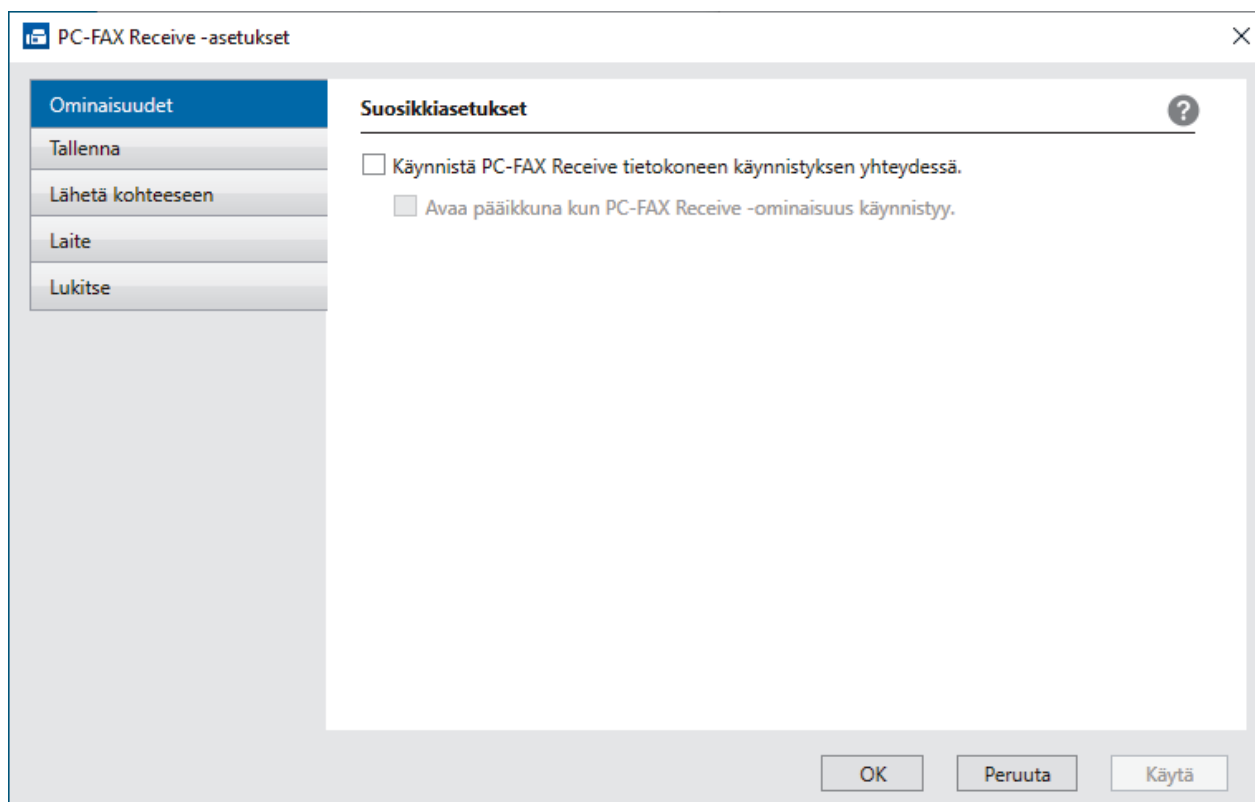 PC-FAX Receive -asetukset
Ominaisuudet
Tallenna
Lähetä kohteeseen
Laite
Lukitse
Suosikkiasetukset
?
Käynnistä PC-FAX Receive tietokoneen käynnistyksen yhteydessä.
Avaa pääikkuna kun PC-FAX Receive -ominaisuus käynnistyy.
OK
Peruuta
Käytä